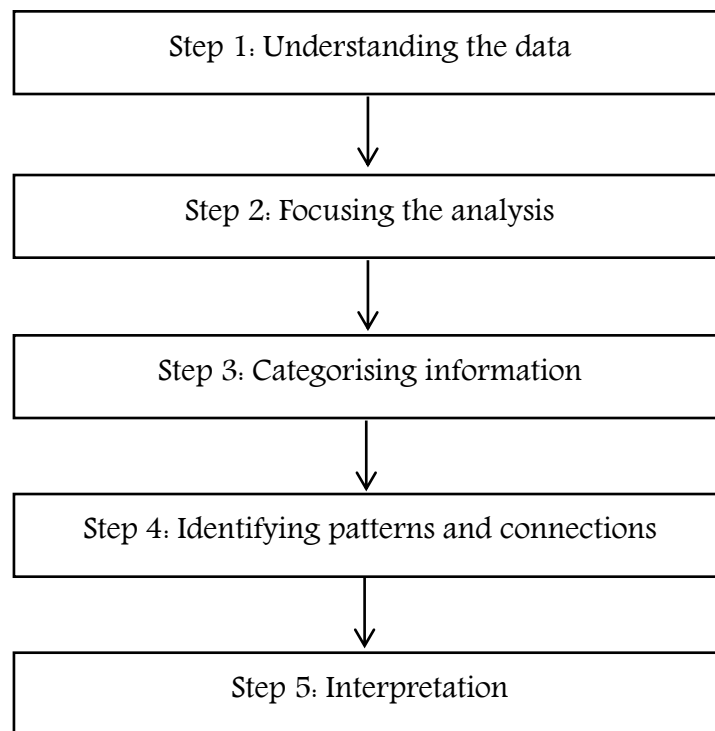 Step 1: Understanding the data
Step 2: Focusing the analysis
Step 3: Categorising information
Step 4: Identifying patterns and connections
Step 5: Interpretation